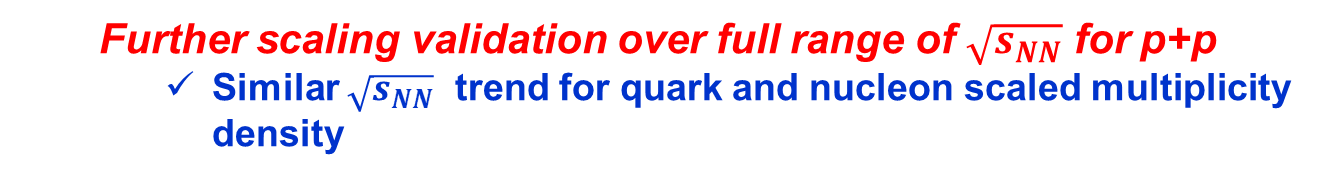 Further scaling validation over full range of √s_NN for p+p
✓ Similar √s_NN trend for quark and nucleon scaled multiplicity
density